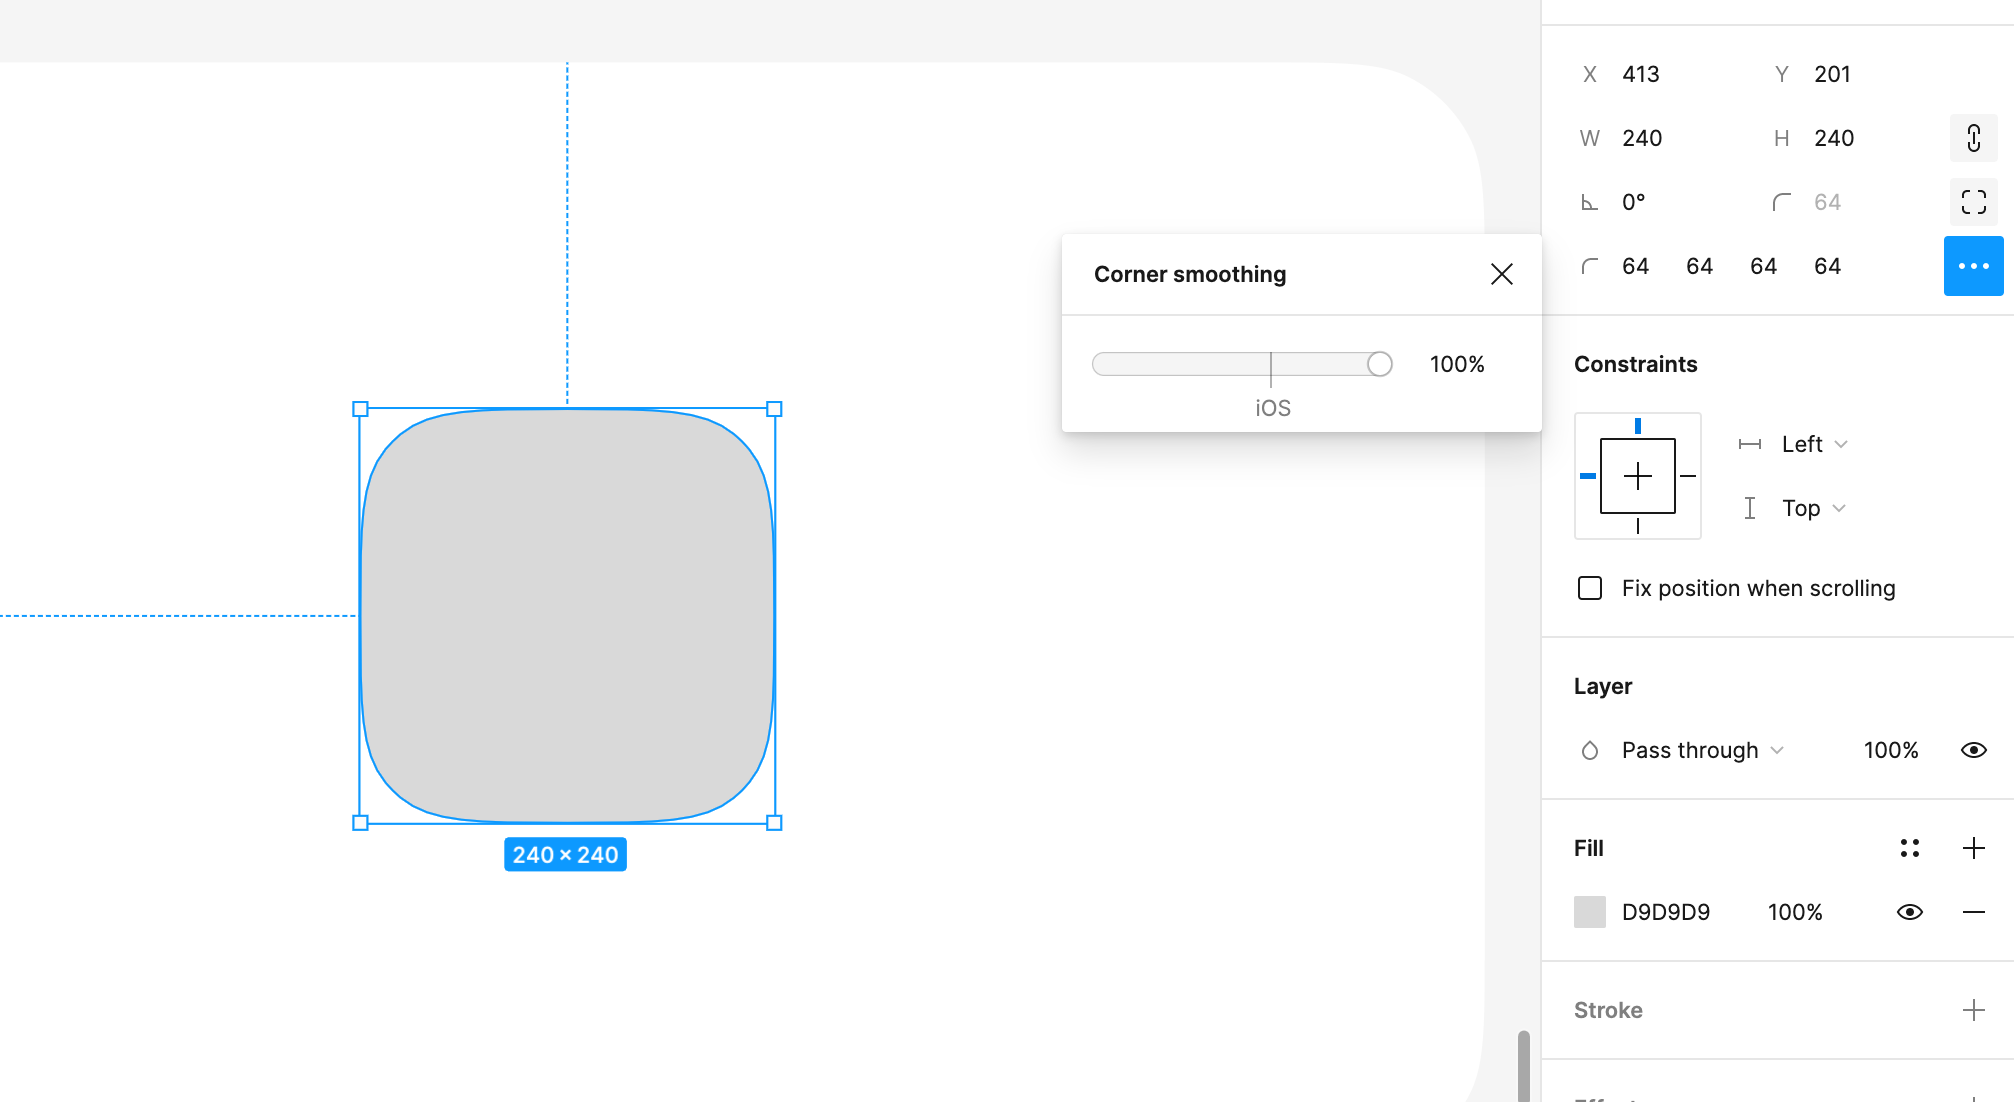 X 413 Y 201
W 240 H 240
0° 64
64 64 64 64
Corner smoothing
100%
iOS
Constraints
Left
Top
Fix position when scrolling
Layer
Pass through 100%
240 × 240
Fill
D9D9D9 100%
Stroke